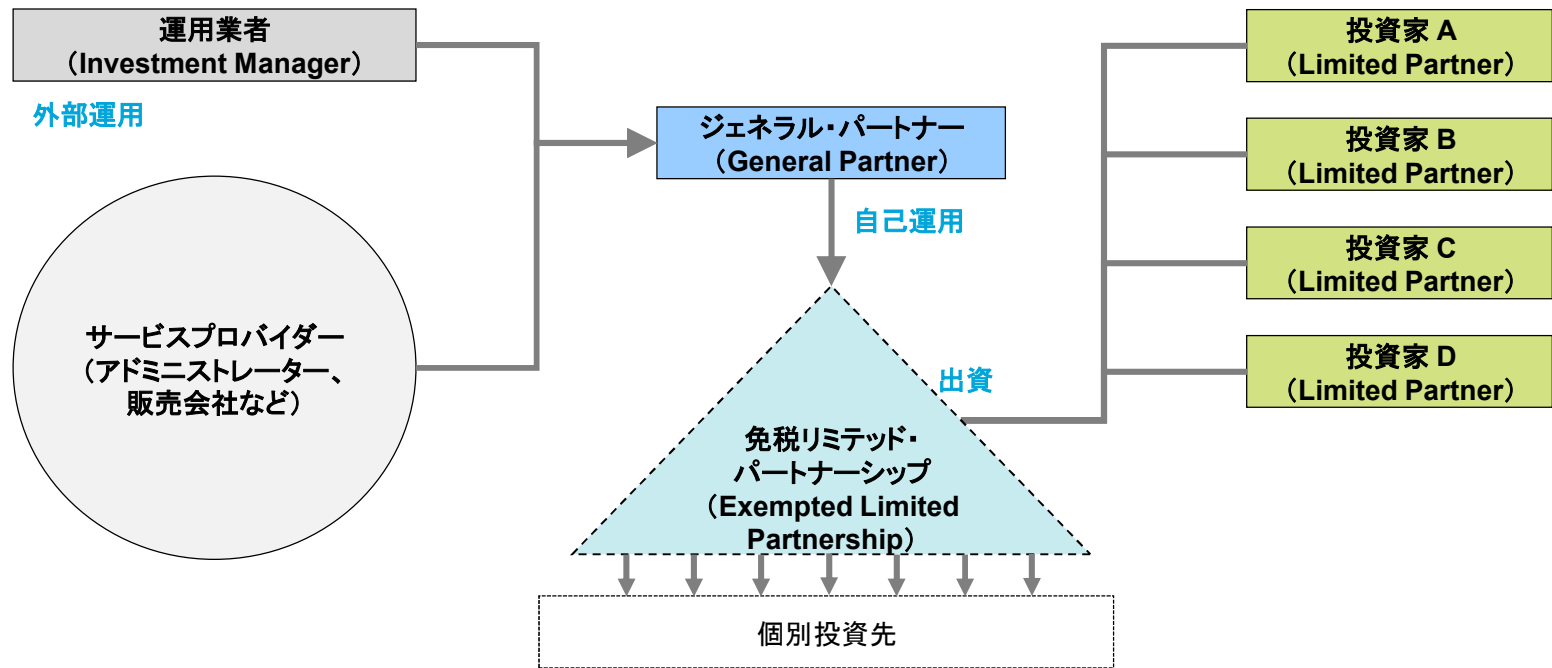 運用業者
（Investment Manager）
外部運用
サービスプロバイダー
（アドミニストレーター、
販売会社など）
ジェネラル・パートナー
（General Partner）
自己運用
出資
免税リミテッド・
パートナーシップ
（Exempted Limited
Partnership）
個別投資先
投資家 A
（Limited Partner）
投資家 B
（Limited Partner）
投資家 C
（Limited Partner）
投資家 D
（Limited Partner）